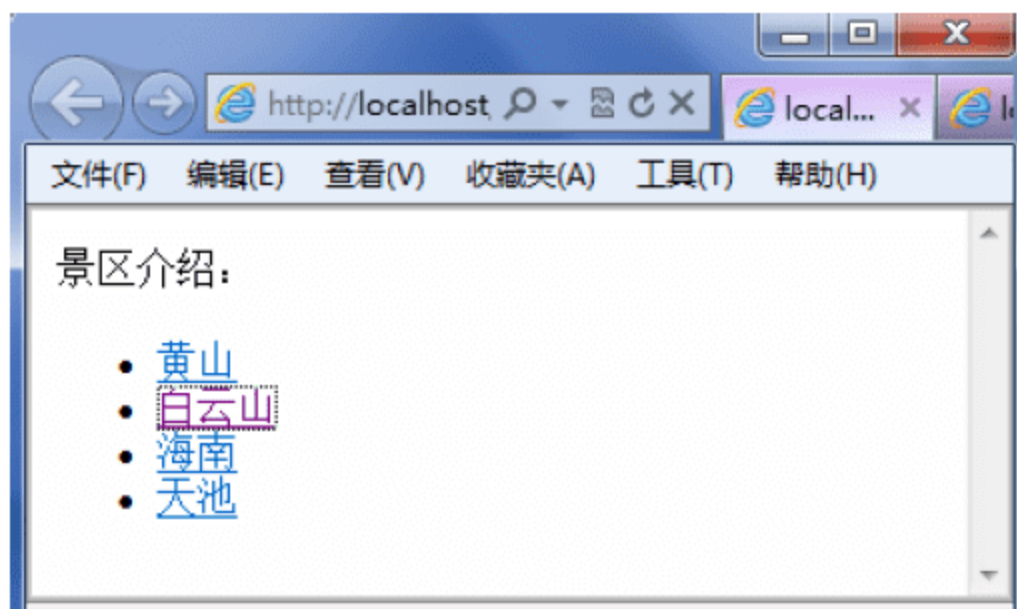 http://localhost
local...
文件(F) 编辑(E) 查看(V) 收藏夹(A) 工具(T) 帮助(H)
景区介绍：
黄山
白云山
海南
天池